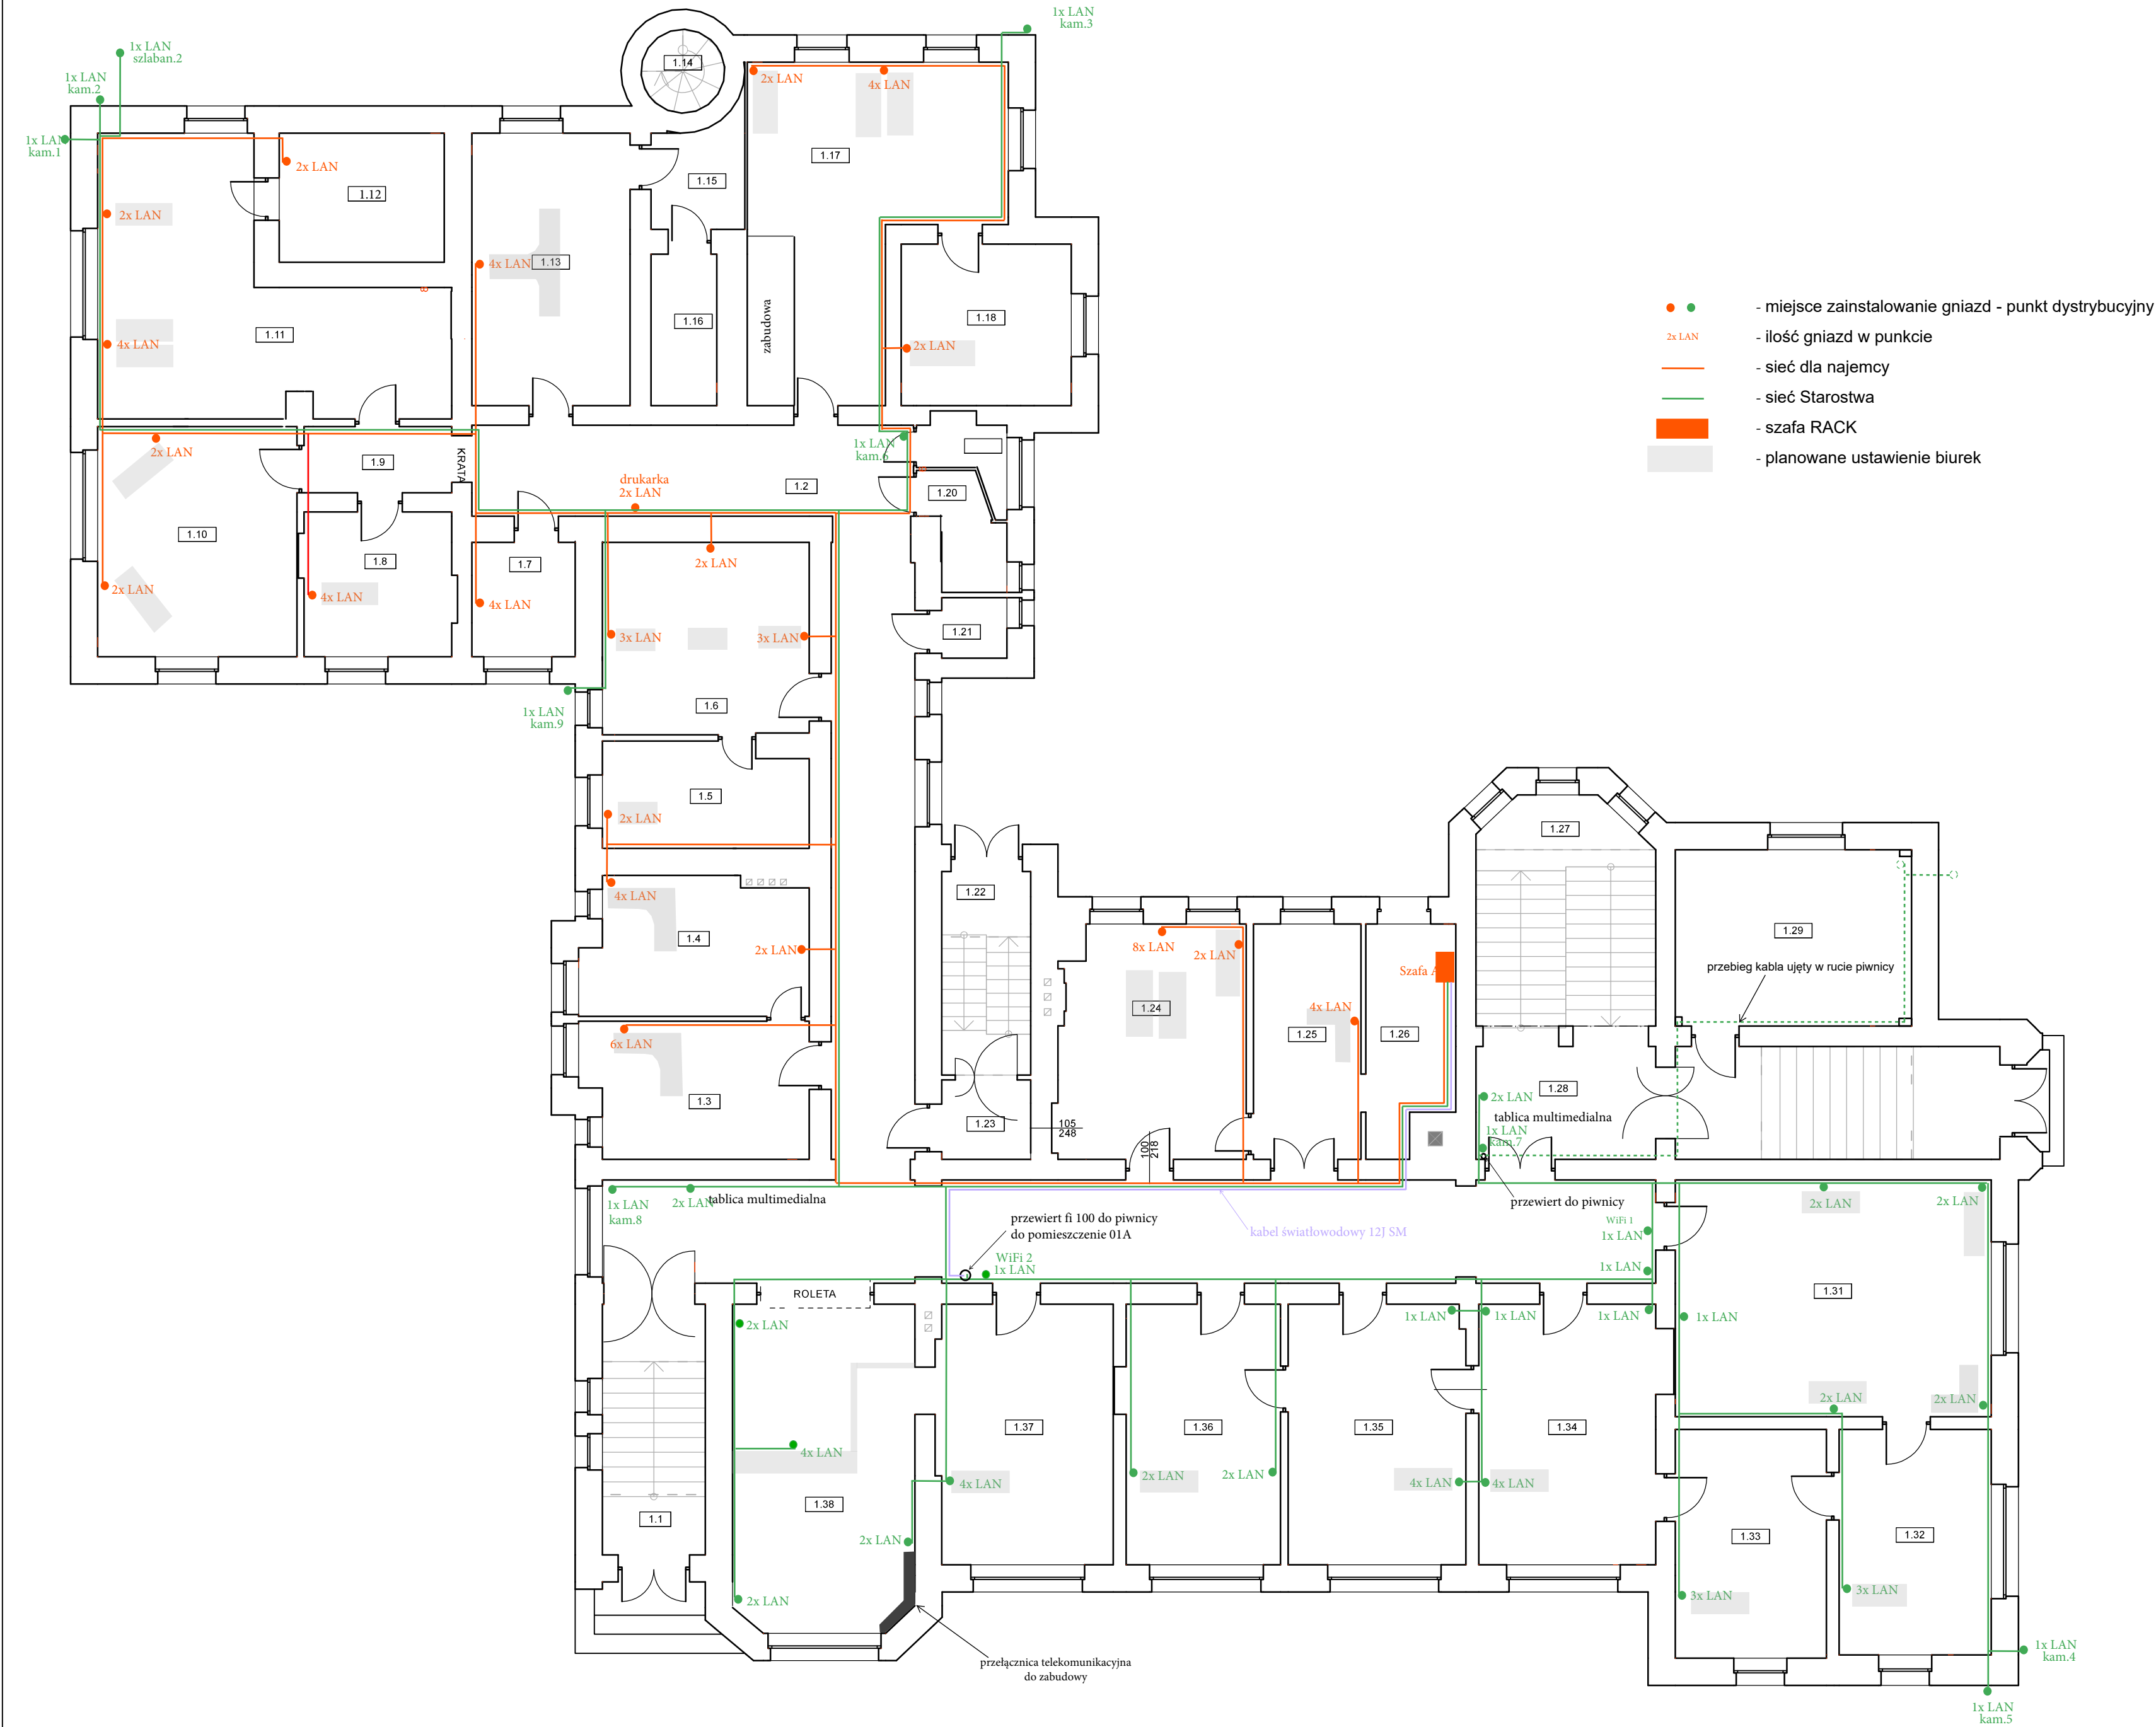 1x LAN
kam.3
1x LAN
szlaban.2
1x LAN
kam.2
1x LAN
kam.1
1.14
2x LAN
4x LAN
2x LAN
1.12
1.17
1.15
2x LAN
4x LAN
1.13
1.16
zabudowa
1.18
2x LAN
1.11
4x LAN
- miejsce zainstalowanie gniazd - punkt dystrybucyjny
2x LAN
- ilość gniazd w punkcie
- sieć dla najemcy
- sieć Starostwa
- szafa RACK
- planowane ustawienie biurek
2x LAN
1.9
KRATA
1x LAN
kam.6
drukarka
2x LAN
1.2
1.20
1.10
1.8
1.7
2x LAN
2x LAN
4x LAN
4x LAN
3x LAN
3x LAN
1.21
1x LAN
kam.9
1.6
1.5
2x LAN
1.27
4x LAN
1.22
1.4
2x LAN
8x LAN
2x LAN
Szafa
1.29
przebieg kabla ujęty w rucie piwnicy
1.24
4x LAN
1.25
1.26
6x LAN
1.3
1.23
105
248
100
218
1.28
2x LAN
tablica multimedialna
1x LAN
kam.7
1x LAN
kam.8
2x LAN
tablica multimedialna
przewiert do piwnicy
przewiert fi 100 do piwnicy
do pomieszczenie 01A
kabel światłowodowy 12J SM
WiFi 1
1x LAN
2x LAN
2x LAN
WiFi 2
1x LAN
1x LAN
ROLETA
1.31
2x LAN
1x LAN
1x LAN
1x LAN
1x LAN
2x LAN
2x LAN
1.37
1.36
1.35
1.34
4x LAN
4x LAN
2x LAN
2x LAN
4x LAN
4x LAN
1.38
1.1
2x LAN
1.33
1.32
2x LAN
3x LAN
3x LAN
przełącznica telekomunikacyjna
do zabudowy
1x LAN
kam.4
1x LAN
kam.5